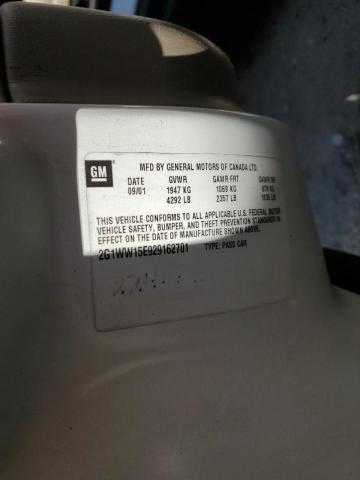 GM
MFD BY GENERAL MOTORS OF CANADA LTD.
DATE GVWR GAWR FRT GAWR RR
09/01 1947 KG 1069 KG 878 KG
4292 LB 2357 LB 1935 LB
THIS VEHICLE CONFORMS TO ALL APPLICABLE U.S. FEDERAL MOTOR
VEHICLE SAFETY, BUMPER, AND THEFT PREVENTION STANDARDS IN
EFFECT ON THE DATE OF MANUFACTURE SHOWN ABOVE.
2G1WW15E929162701 TYPE: PASS CAR